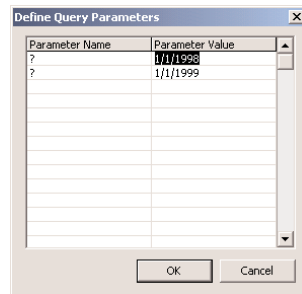 Define Query Parameters
Parameter Name Parameter Value
? 1/1/1998
? 1/1/1999
OK Cancel